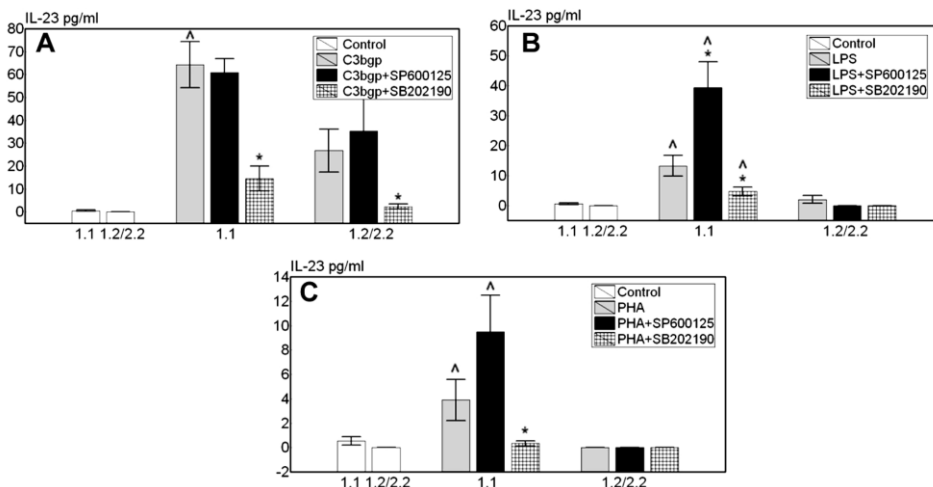 IL-23 pg/ml
A
80
70
60
50
40
30
20
10
0
Control
C3bgp
C3bgp+SP600125
C3bgp+SB202190
^
*
*
1.1 1.2/2.2 1.1 1.2/2.2
IL-23 pg/ml
B
60
50
40
30
20
10
0
Control
LPS
LPS+SP600125
LPS+SB202190
^
^
*
^
*
1.1 1.2/2.2 1.1 1.2/2.2
IL-23 pg/ml
C
14
12
10
8
6
4
2
0
-2
Control
PHA
PHA+SP600125
PHA+SB202190
^
^
*
1.1 1.2/2.2 1.1 1.2/2.2